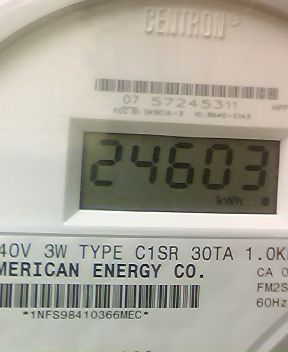 CENTRON®
07 57245311
24603
kWh
40V 3W TYPE C1SR 30TA 1.0K
MERICAN ENERGY CO.
CA 0
FM2S
60Hz
*1NFS98410366MEC*